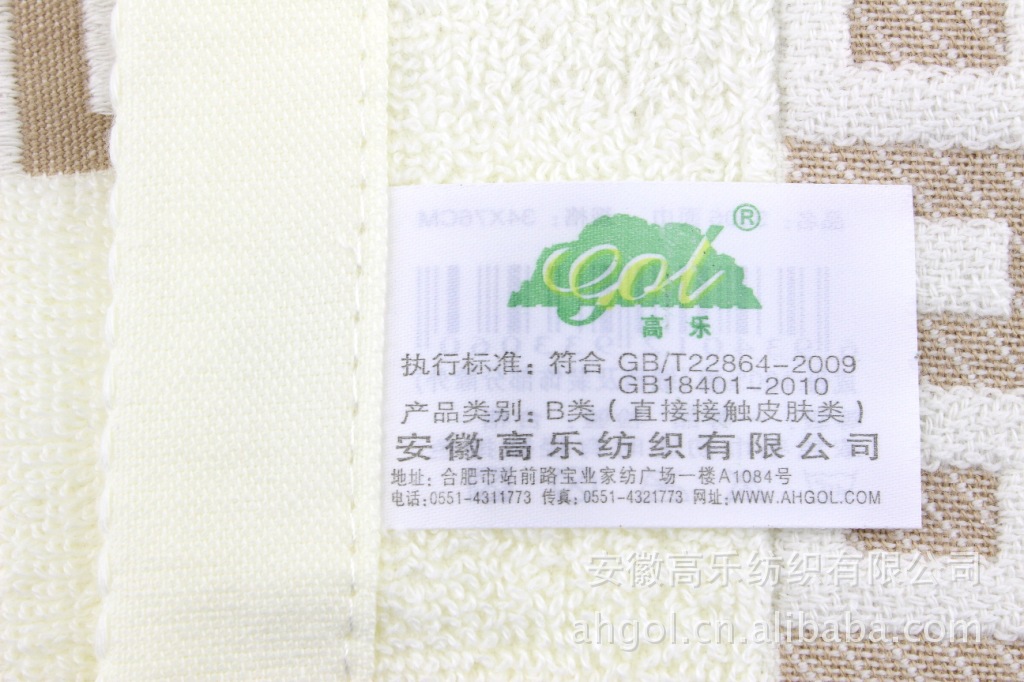 gol®
高乐
执行标准：符合 GB/T22864-2009
GB18401-2010
产品类别：B类（直接接触皮肤类）
安徽高乐纺织有限公司
地址：合肥市站前路宝业家纺广场一楼A1084号
电话：0551-4311773 传真：0551-4321773 网址：WWW.AHGOL.COM
安徽高乐纺织有限公司
ahgol.cn.alibaba.com